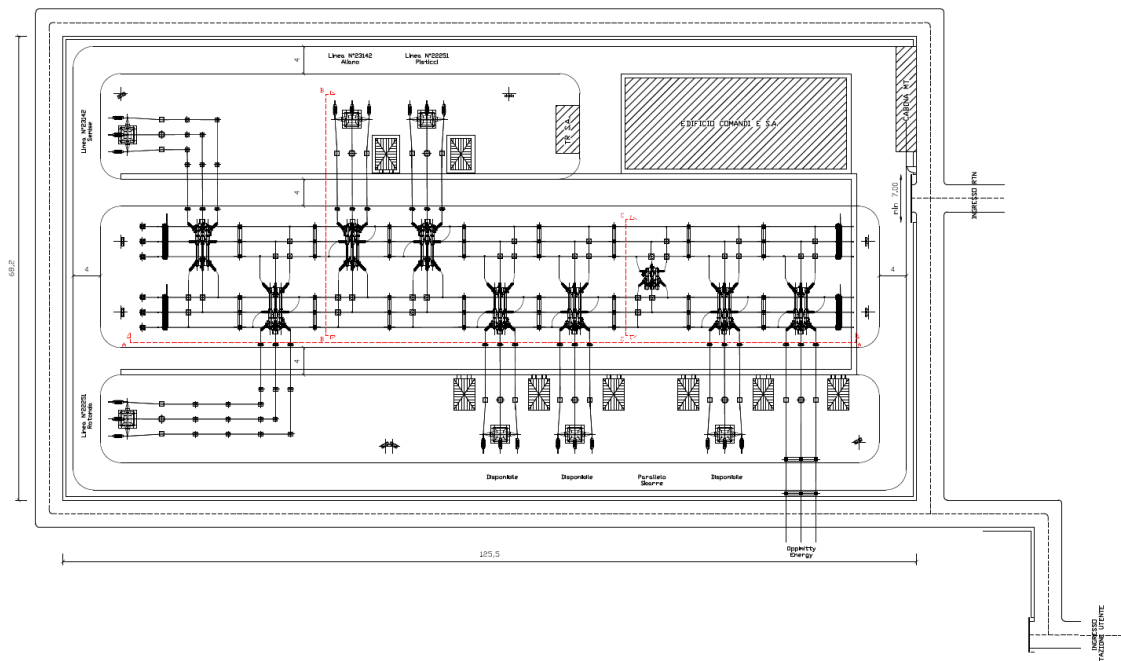 Linea N°23142
Aliano
Linea N°22251
Pisticci
4
B
Linea N°23142
Senise
TR S.A.
EDIFICIO COMANDI E S.A.
CABINA MT
4
min 7,00
INGRESSO RTN
C
68,2
4
4
B
C
A
A
4
Linea N°22251
Rotonda
Disponibile
Disponibile
Parallelo
Sbarre
Disponibile
125,5
Energy
INGRESSO
TAZIONE UTENTE